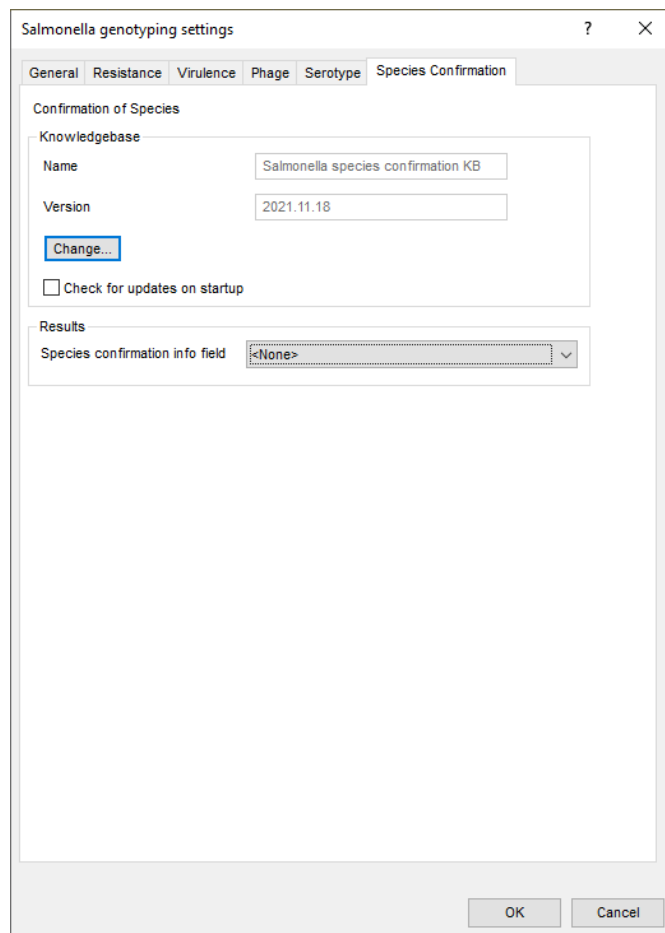 Salmonella genotyping settings ?
General Resistance Virulence Phage Serotype Species Confirmation
Confirmation of Species
Knowledgebase
Name Salmonella species confirmation KB
Version 2021.11.18
Change...
Check for updates on startup
Results
Species confirmation info field <None>
OK Cancel